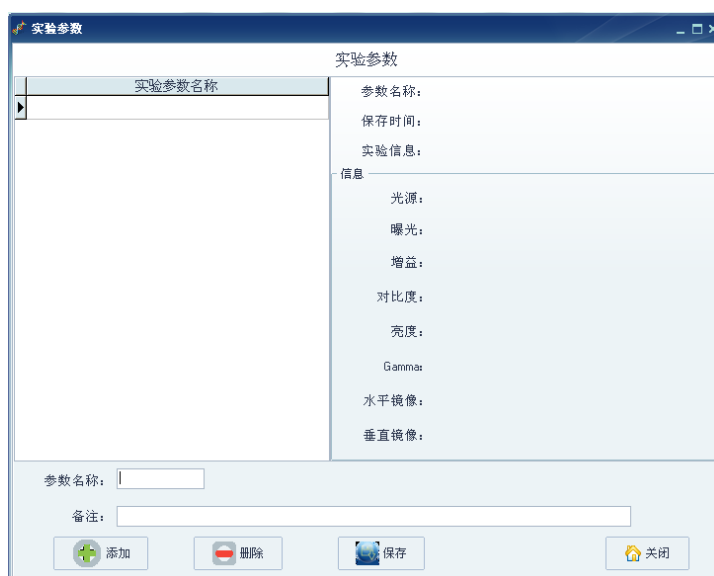 实验参数
实验参数
实验参数名称
参数名称:
保存时间:
实验信息:
信息
光源:
曝光:
增益:
对比度:
亮度:
Gamma:
水平镜像:
垂直镜像:
参数名称:
备注:
添加 删除 保存 关闭